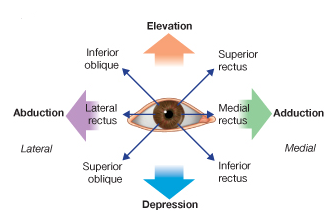 Elevation
Inferior
oblique
Superior
rectus
Abduction
Lateral
rectus
Medial
rectus
Adduction
Lateral
Medial
Superior
oblique
Inferior
rectus
Depression